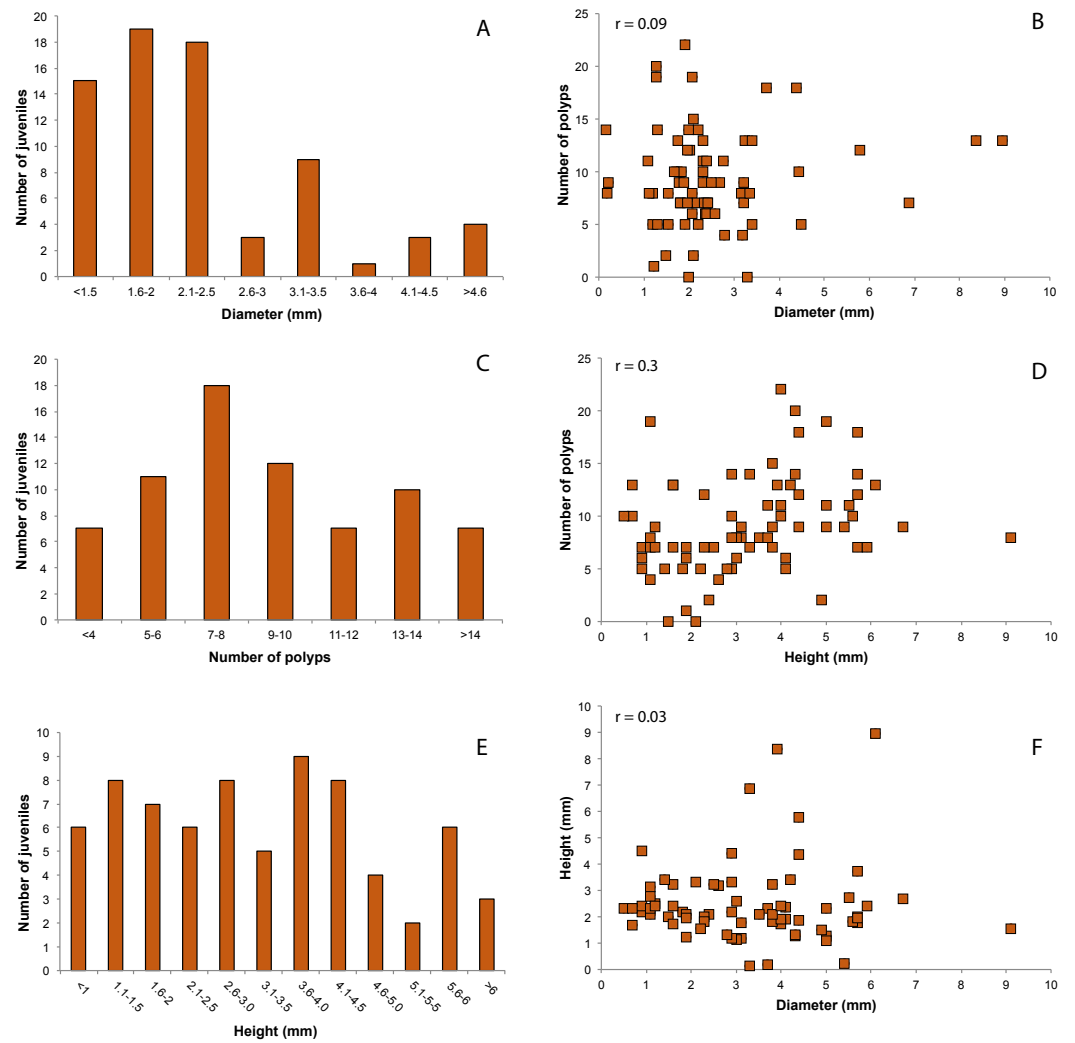 A
20
18
16
14
12
10
8
6
4
2
0
Number of juveniles
<1.5 1.6-2 2.1-2.5 2.6-3 3.1-3.5 3.6-4 4.1-4.5 >4.6
Diameter (mm)
B
r = 0.09
25
20
15
10
5
0
Number of polyps
0 1 2 3 4 5 6 7 8 9 10
Diameter (mm)
C
20
18
16
14
12
10
8
6
4
2
0
Number of juveniles
<4 5-6 7-8 9-10 11-12 13-14 >14
Number of polyps
D
r = 0.3
25
20
15
10
5
0
Number of polyps
0 1 2 3 4 5 6 7 8 9 10
Height (mm)
E
10
9
8
7
6
5
4
3
2
1
0
Number of juveniles
<1 1.1-1.5 1.6-2 2.1-2.5 2.6-3.0 3.1-3.5 3.6-4.0 4.1-4.5 4.6-5.0 5.1-5-5 5.6-6 >6
Height (mm)
F
r = 0.03
10
9
8
7
6
5
4
3
2
1
0
Height (mm)
0 1 2 3 4 5 6 7 8 9 10
Diameter (mm)